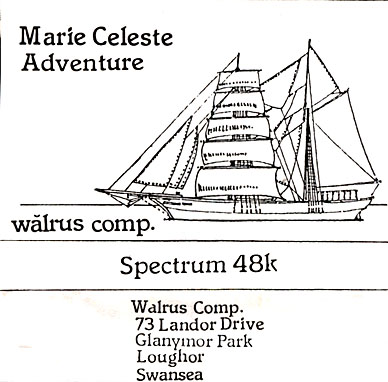 Marie Celeste
Adventure
wălrus comp.
Spectrum 48k
Walrus Comp.
73 Landor Drive
Glanymor Park
Loughor
Swansea